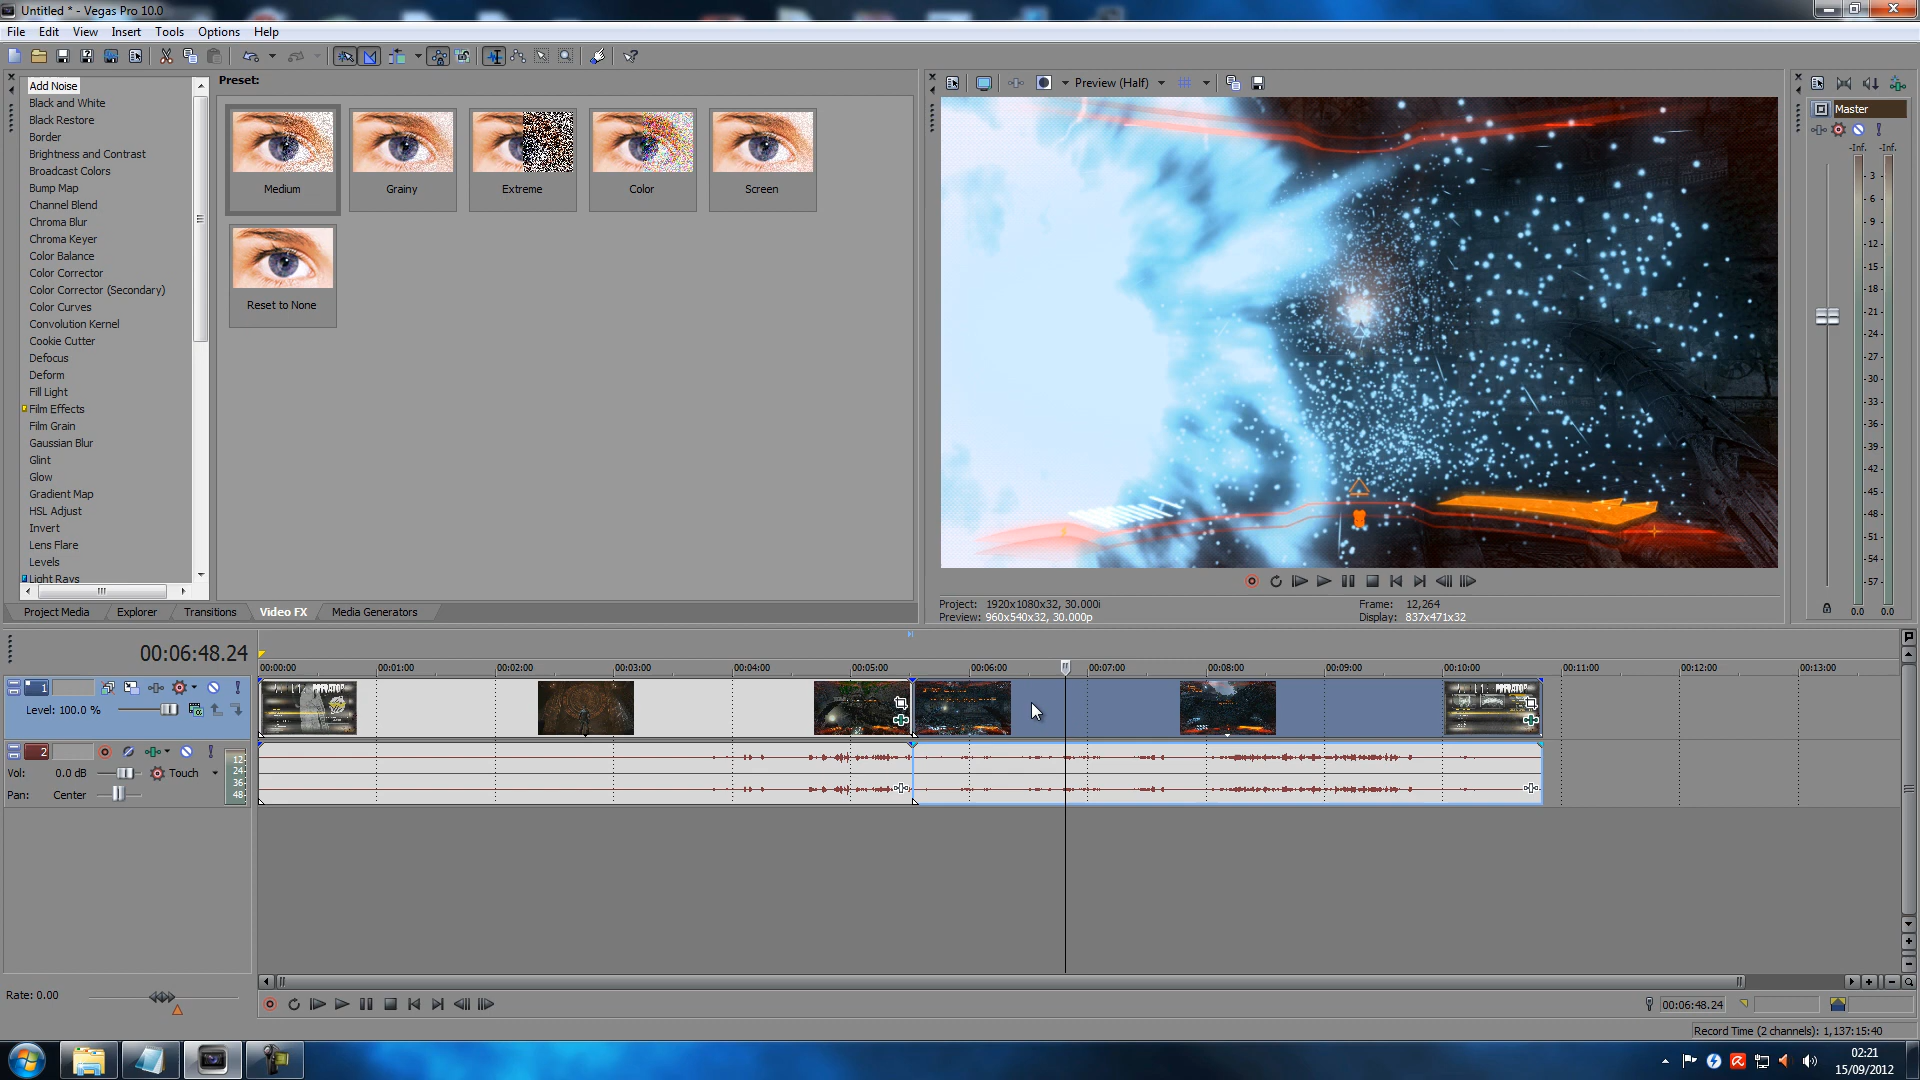 Untitled * - Vegas Pro 10.0
File Edit View Insert Tools Options Help
Add Noise
Black and White
Black Restore
Border
Brightness and Contrast
Broadcast Colors
Bump Map
Channel Blend
Chroma Blur
Chroma Keyer
Color Balance
Color Corrector
Color Corrector (Secondary)
Color Curves
Convolution Kernel
Cookie Cutter
Defocus
Deform
Fill Light
Film Effects
Film Grain
Gaussian Blur
Glint
Glow
Gradient Map
HSL Adjust
Invert
Lens Flare
Levels
Light Rays
Preset:
Medium Grainy Extreme Color Screen
Reset to None
Project Media Explorer Transitions Video FX Media Generators
Preview (Half)
Project: 1920x1080x32, 30.000i
Preview: 960x540x32, 30.000p
Frame: 12,264
Display: 837x471x32
Master
-Inf. -Inf.
- 3 -
- 6 -
- 9 -
- 12 -
- 15 -
- 18 -
- 21 -
- 24 -
- 27 -
- 30 -
- 33 -
- 36 -
- 39 -
- 42 -
- 45 -
- 48 -
- 51 -
- 54 -
- 57 -
0.0 0.0
00:06:48.24
00:00:00 00:01:00 00:02:00 00:03:00 00:04:00 00:05:00 00:06:00 00:07:00 00:08:00 00:09:00 00:10:00 00:11:00 00:12:00 00:13:00
1
Level: 100.0 %
PREDATOR
PREDATOR
2
Vol: 0.0 dB Touch
Pan: Center
12
24
36
48
Rate: 0.00
00:06:48.24
Record Time (2 channels): 1,137:15:40
02:21
15/09/2012